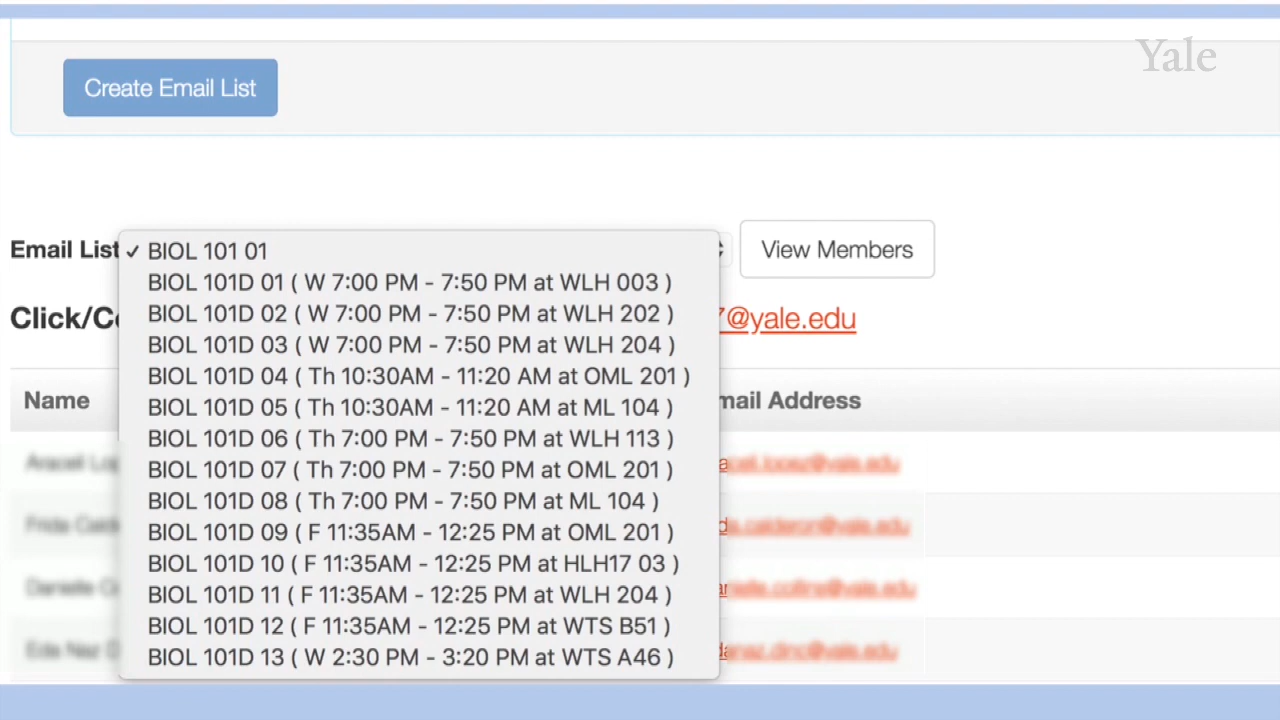 Yale
Create Email List
Email List
✓ BIOL 101 01
View Members
BIOL 101D 01 ( W 7:00 PM - 7:50 PM at WLH 003 )
BIOL 101D 02 ( W 7:00 PM - 7:50 PM at WLH 202 )
Click/Co
7@yale.edu
BIOL 101D 03 ( W 7:00 PM - 7:50 PM at WLH 204 )
BIOL 101D 04 ( Th 10:30AM - 11:20 AM at OML 201 )
Name
mail Address
BIOL 101D 05 ( Th 10:30AM - 11:20 AM at ML 104 )
BIOL 101D 06 ( Th 7:00 PM - 7:50 PM at WLH 113 )
BIOL 101D 07 ( Th 7:00 PM - 7:50 PM at OML 201 )
BIOL 101D 08 ( Th 7:00 PM - 7:50 PM at ML 104 )
BIOL 101D 09 ( F 11:35AM - 12:25 PM at OML 201 )
BIOL 101D 10 ( F 11:35AM - 12:25 PM at HLH17 03 )
BIOL 101D 11 ( F 11:35AM - 12:25 PM at WLH 204 )
BIOL 101D 12 ( F 11:35AM - 12:25 PM at WTS B51 )
BIOL 101D 13 ( W 2:30 PM - 3:20 PM at WTS A46 )